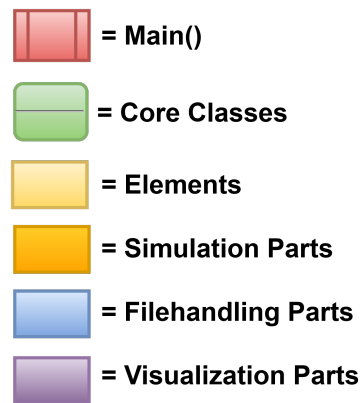 = Main()
= Core Classes
= Elements
= Simulation Parts
= Filehandling Parts
= Visualization Parts